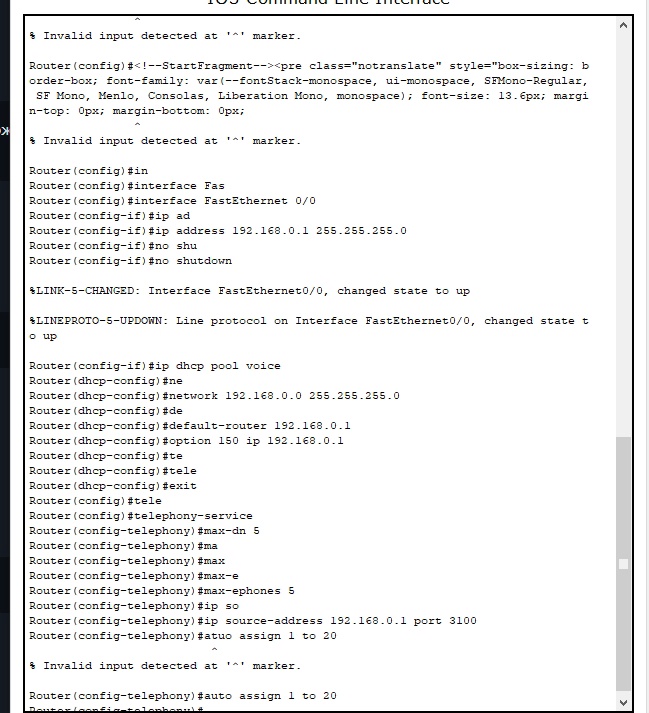 IOS Command Line Interface
^
% Invalid input detected at '^' marker.
Router(config)#<!--StartFragment--><pre class="notranslate" style="box-sizing: b
order-box; font-family: var(--fontStack-monospace, ui-monospace, SFMono-Regular,
 SF Mono, Menlo, Consolas, Liberation Mono, monospace); font-size: 13.6px; margi
n-top: 0px; margin-bottom: 0px;
^
% Invalid input detected at '^' marker.
Router(config)#in
Router(config)#interface Fas
Router(config)#interface FastEthernet 0/0
Router(config-if)#ip ad
Router(config-if)#ip address 192.168.0.1 255.255.255.0
Router(config-if)#no shu
Router(config-if)#no shutdown
%LINK-5-CHANGED: Interface FastEthernet0/0, changed state to up
%LINEPROTO-5-UPDOWN: Line protocol on Interface FastEthernet0/0, changed state t
o up
Router(config-if)#ip dhcp pool voice
Router(dhcp-config)#ne
Router(dhcp-config)#network 192.168.0.0 255.255.255.0
Router(dhcp-config)#de
Router(dhcp-config)#default-router 192.168.0.1
Router(dhcp-config)#option 150 ip 192.168.0.1
Router(dhcp-config)#te
Router(dhcp-config)#tele
Router(dhcp-config)#exit
Router(config)#tele
Router(config)#telephony-service
Router(config-telephony)#max-dn 5
Router(config-telephony)#ma
Router(config-telephony)#max
Router(config-telephony)#max-e
Router(config-telephony)#max-ephones 5
Router(config-telephony)#ip so
Router(config-telephony)#ip source-address 192.168.0.1 port 3100
Router(config-telephony)#atuo assign 1 to 20
^
% Invalid input detected at '^' marker.
Router(config-telephony)#auto assign 1 to 20
Router(config-telephony)#